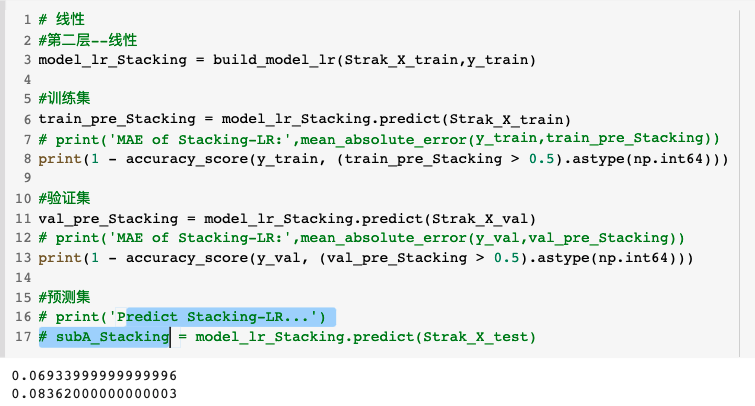 1 # 线性
2 #第二层--线性
3 model_lr_Stacking = build_model_lr(Strak_X_train,y_train)
4
5 #训练集
6 train_pre_Stacking = model_lr_Stacking.predict(Strak_X_train)
7 # print('MAE of Stacking-LR:',mean_absolute_error(y_train,train_pre_Stacking))
8 print(1 - accuracy_score(y_train, (train_pre_Stacking > 0.5).astype(np.int64)))
9
10 #验证集
11 val_pre_Stacking = model_lr_Stacking.predict(Strak_X_val)
12 # print('MAE of Stacking-LR:',mean_absolute_error(y_val,val_pre_Stacking))
13 print(1 - accuracy_score(y_val, (val_pre_Stacking > 0.5).astype(np.int64)))
14
15 #预测集
16 # print('Predict Stacking-LR...')
17 # subA_Stacking = model_lr_Stacking.predict(Strak_X_test)
0.06933999999999996
0.08362000000000003